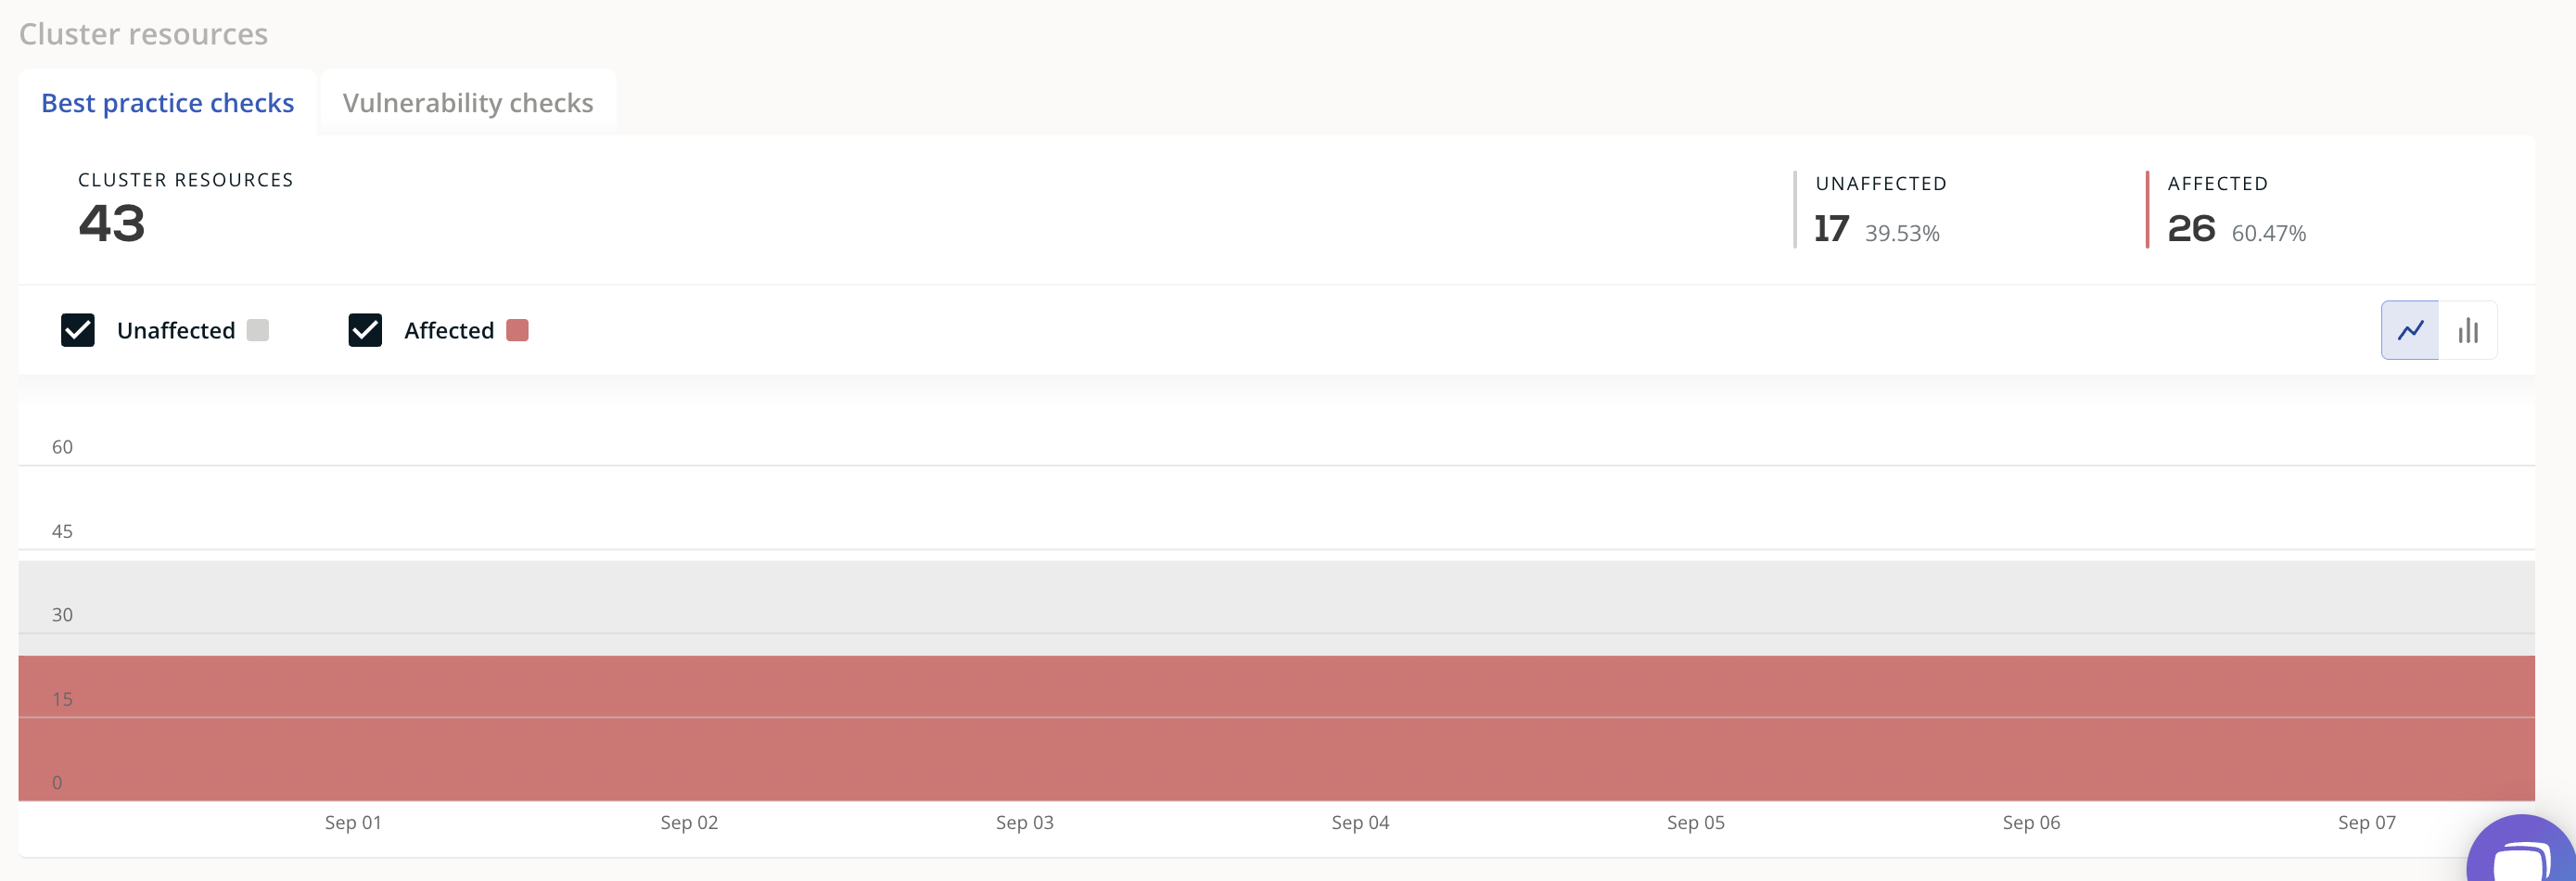 Cluster resources
Best practice checks
Vulnerability checks
CLUSTER RESOURCES
43
UNAFFECTED
17 39.53%
AFFECTED
26 60.47%
Unaffected
Affected
60
45
30
15
0
Sep 01
Sep 02
Sep 03
Sep 04
Sep 05
Sep 06
Sep 07